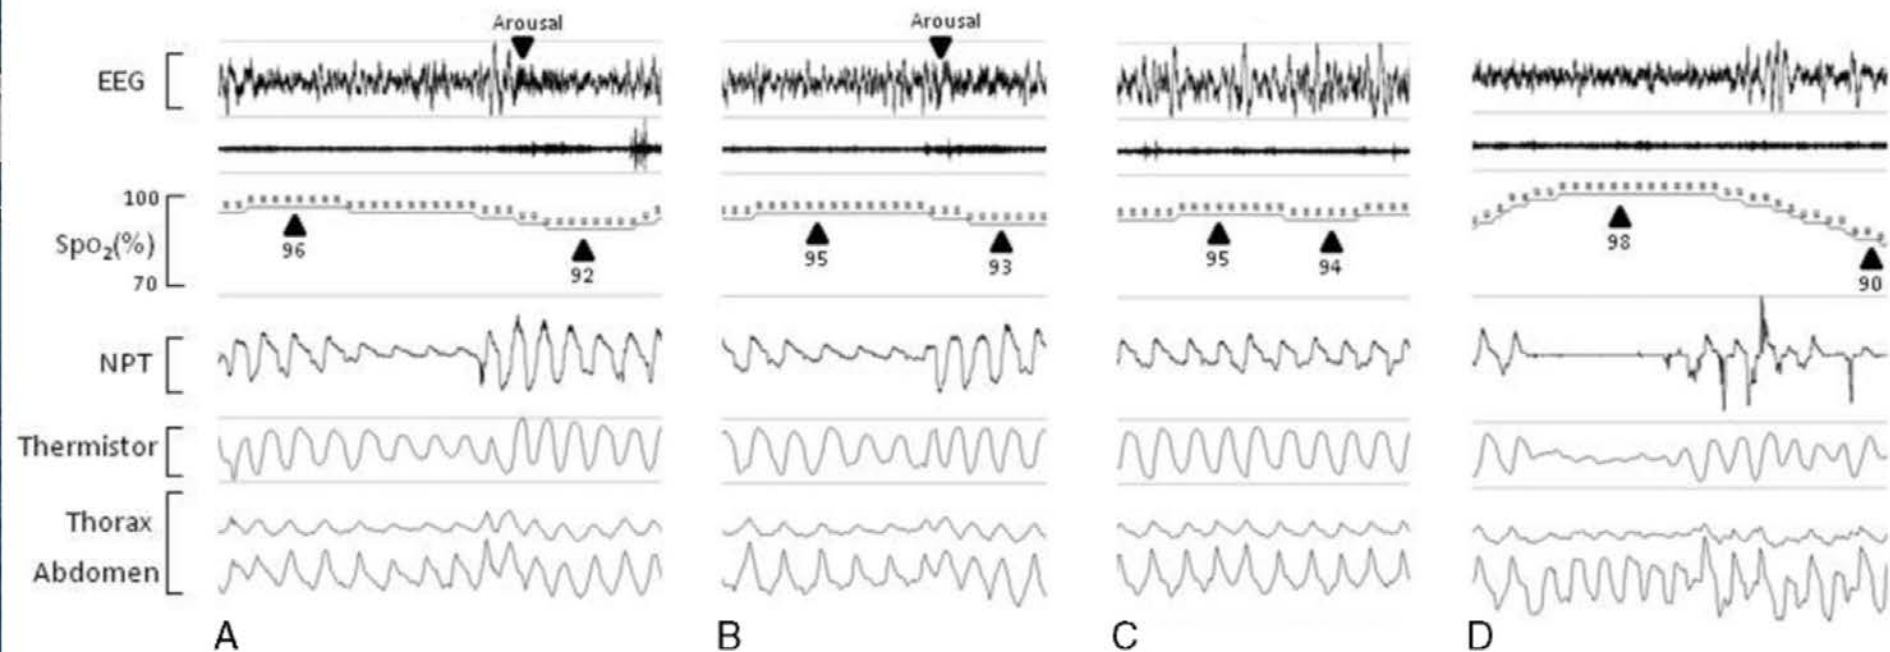 Arousal
Arousal
EEG
100
Spo₂(%)
70
96
92
95
93
95
94
98
90
NPT
Thermistor
Thorax
Abdomen
A
B
C
D